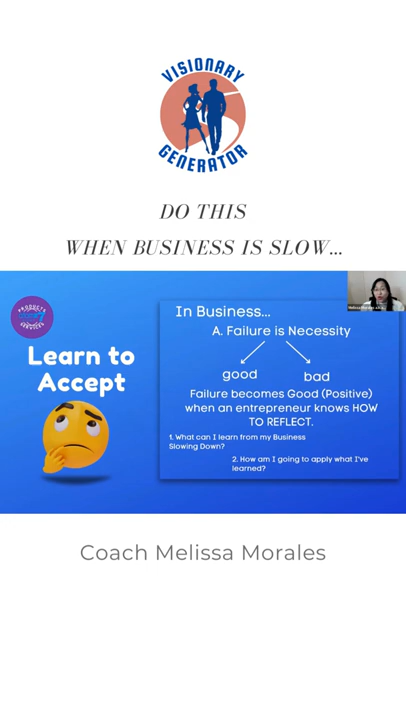 VISIONARY
GENERATOR
DO THIS
WHEN BUSINESS IS SLOW...
Learn to
Accept
In Business...
A. Failure is Necessity
good bad
Failure becomes Good (Positive)
when an entrepreneur knows HOW
TO REFLECT.
1. What can I learn from my Business
Slowing Down?
2. How am I going to apply what I've
learned?
Coach Melissa Morales